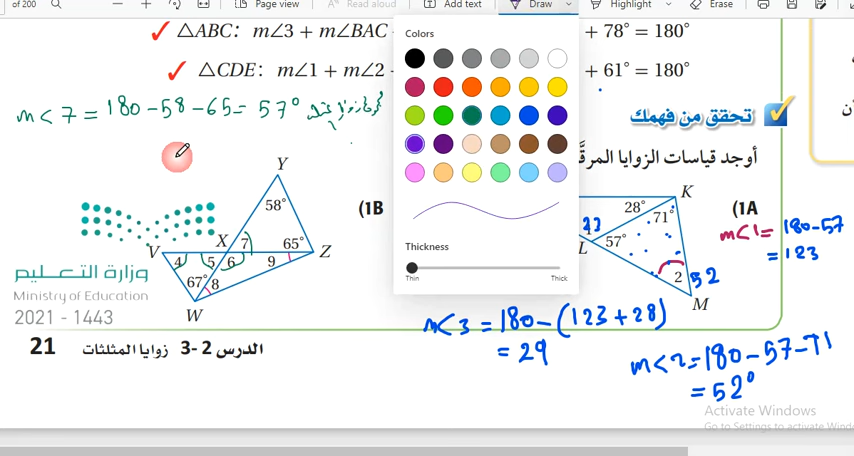 of 200 Page view Read aloud Add text Draw Highlight Erase
△ABC: m∠3 + m∠BAC + 78° = 180°
△CDE: m∠1 + m∠2 + 61° = 180°
m<7 = 180-58-65 = 57°
Colors
Thickness
Thin Thick
تحقق من فهمك
أوجد قياسات الزوايا
(1B
Y
58°
V X 7 65° Z
4 5 6 9
67° 8
W
(1A
K
28° 71°
L 57°
2 52
M
m<1 = 180-57
= 123
m<3 = 180-(123+28)
= 29
m<2 = 180-57-71
= 52°
وزارة التعليم
Ministry of Education
2021 - 1443
21 الدرس 2 -3 زوايا المثلثات
Activate Windows
Go to Settings to activate Wind